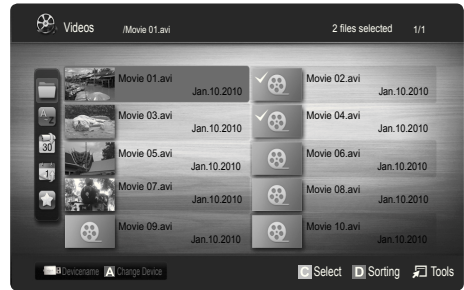 Videos /Movie 01.avi 2 files selected 1/1
Movie 01.avi Movie 02.avi
Jan.10.2010 Jan.10.2010
Movie 03.avi Movie 04.avi
Jan.10.2010 Jan.10.2010
Movie 05.avi Movie 06.avi
Jan.10.2010 Jan.10.2010
Movie 07.avi Movie 08.avi
Jan.10.2010 Jan.10.2010
Movie 09.avi Movie 10.avi
Jan.10.2010 Jan.10.2010
30
1
Devicename A Change Device C Select D Sorting Tools